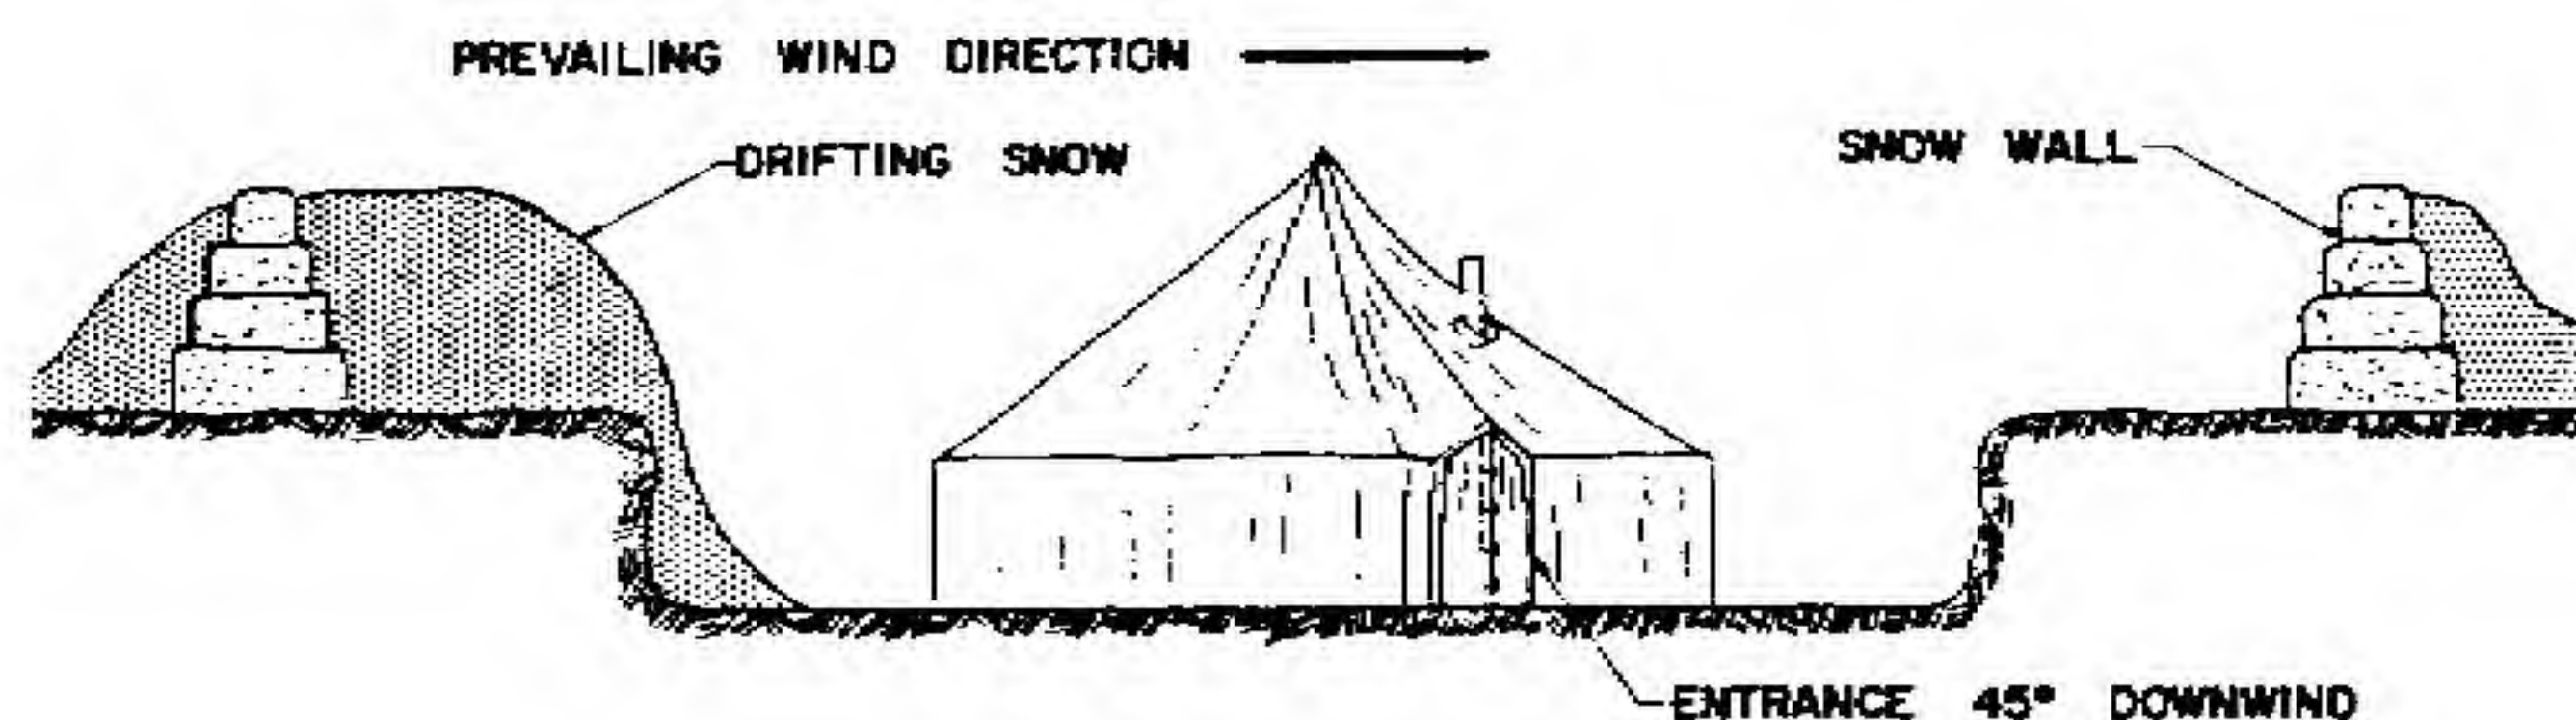 PREVAILING WIND DIRECTION
DRIFTING SNOW
SNOW WALL
ENTRANCE 45° DOWNWIND